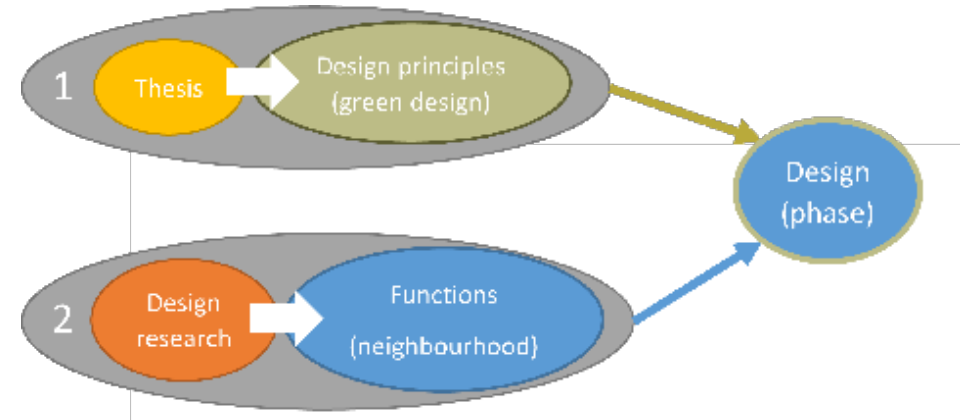 1
Thesis
Design principles
(green design)
Design
(phase)
2
Design
research
Functions
(neighbourhood)